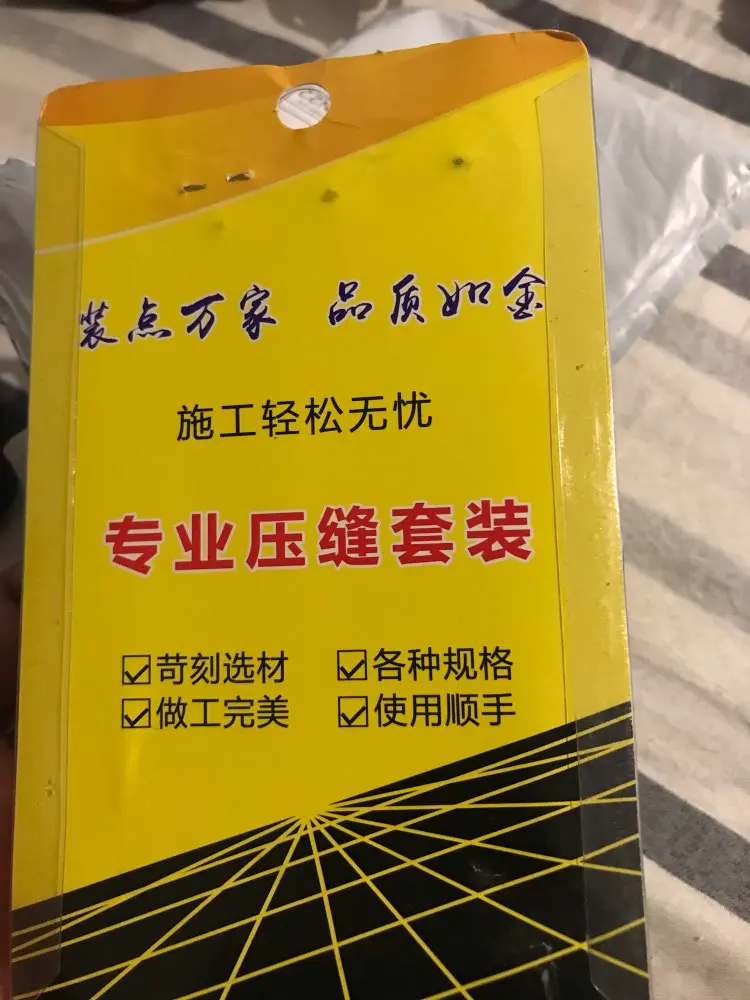 装点万家 品质如金
施工轻松无忧
专业压缝套装
☑苛刻选材 ☑各种规格
☑做工完美 ☑使用顺手